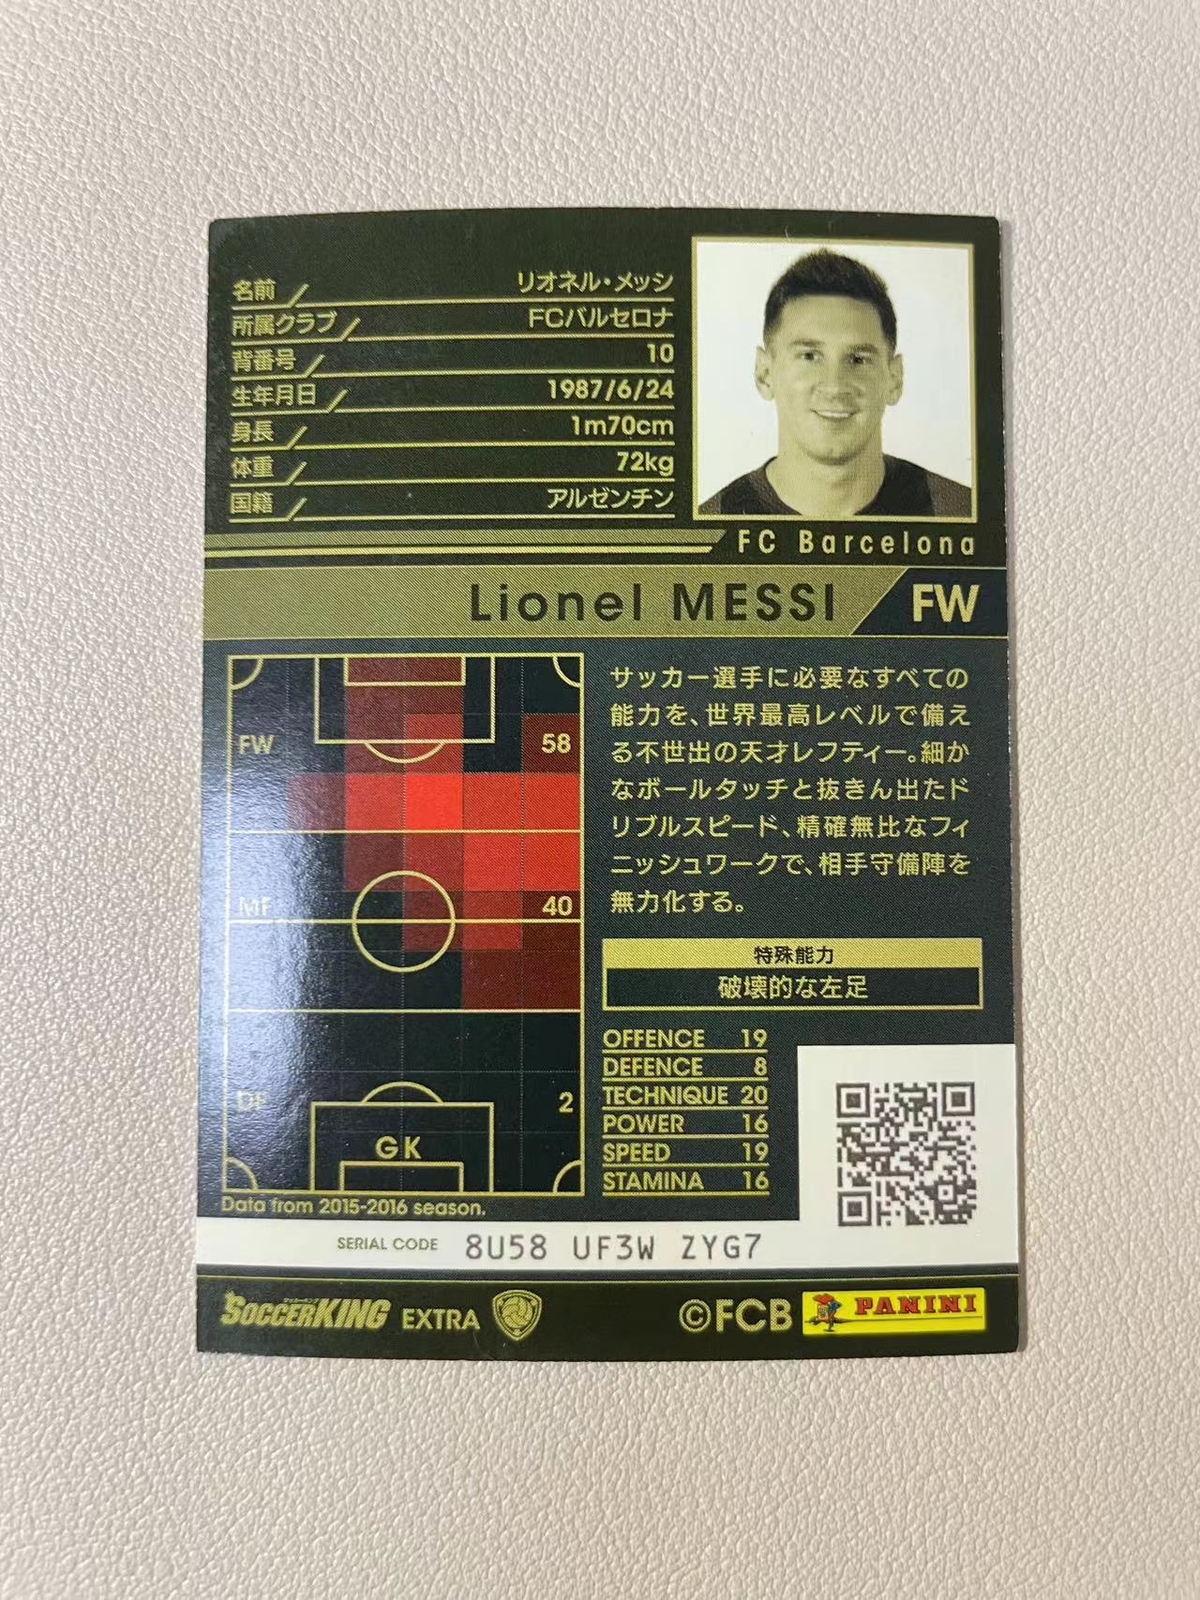 名前 リオネル・メッシ
所属クラブ FCバルセロナ
背番号 10
生年月日 1987/6/24
身長 1m70cm
体重 72kg
国籍 アルゼンチン
FC Barcelona
Lionel MESSI FW
FW 58
MF 40
DF 2
GK
Data from 2015-2016 season.
サッカー選手に必要なすべての
能力を、世界最高レベルで備え
る不世出の天才レフティー。細か
なボールタッチと抜きん出たド
リブルスピード、精確無比なフィ
ニッシュワークで、相手守備陣を
無力化する。
特殊能力
破壊的な左足
OFFENCE 19
DEFENCE 8
TECHNIQUE 20
POWER 16
SPEED 19
STAMINA 16
SERIAL CODE 8U58 UF3W ZYG7
SOCCERKING EXTRA ©FCB PANINI